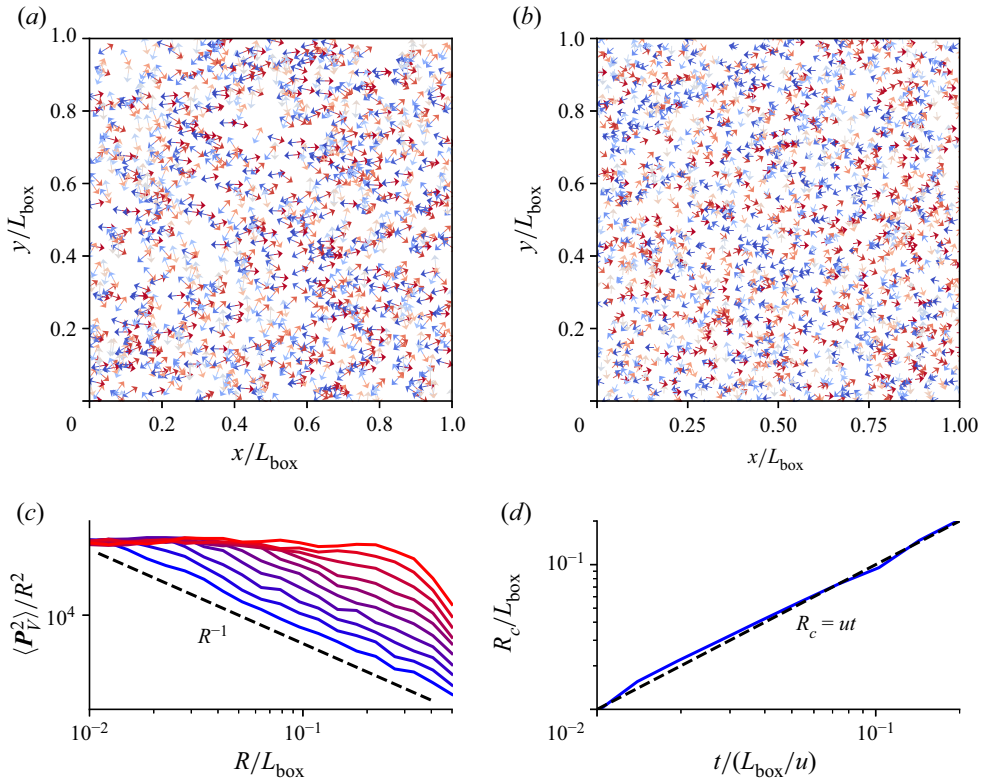 (a)
1.0
0.8
0.6
0.4
0.2
y/L_box
0
0.2
0.4
0.6
0.8
1.0
x/L_box
(b)
1.0
0.8
0.6
0.4
0.2
y/L_box
0
0.25
0.50
0.75
1.00
x/L_box
(c)
⟨P_V^2⟩/R^2
10^4
R^−1
10^−2
10^−1
R/L_box
(d)
R_c/L_box
10^−1
R_c = ut
10^−2
10^−1
t/(L_box/u)